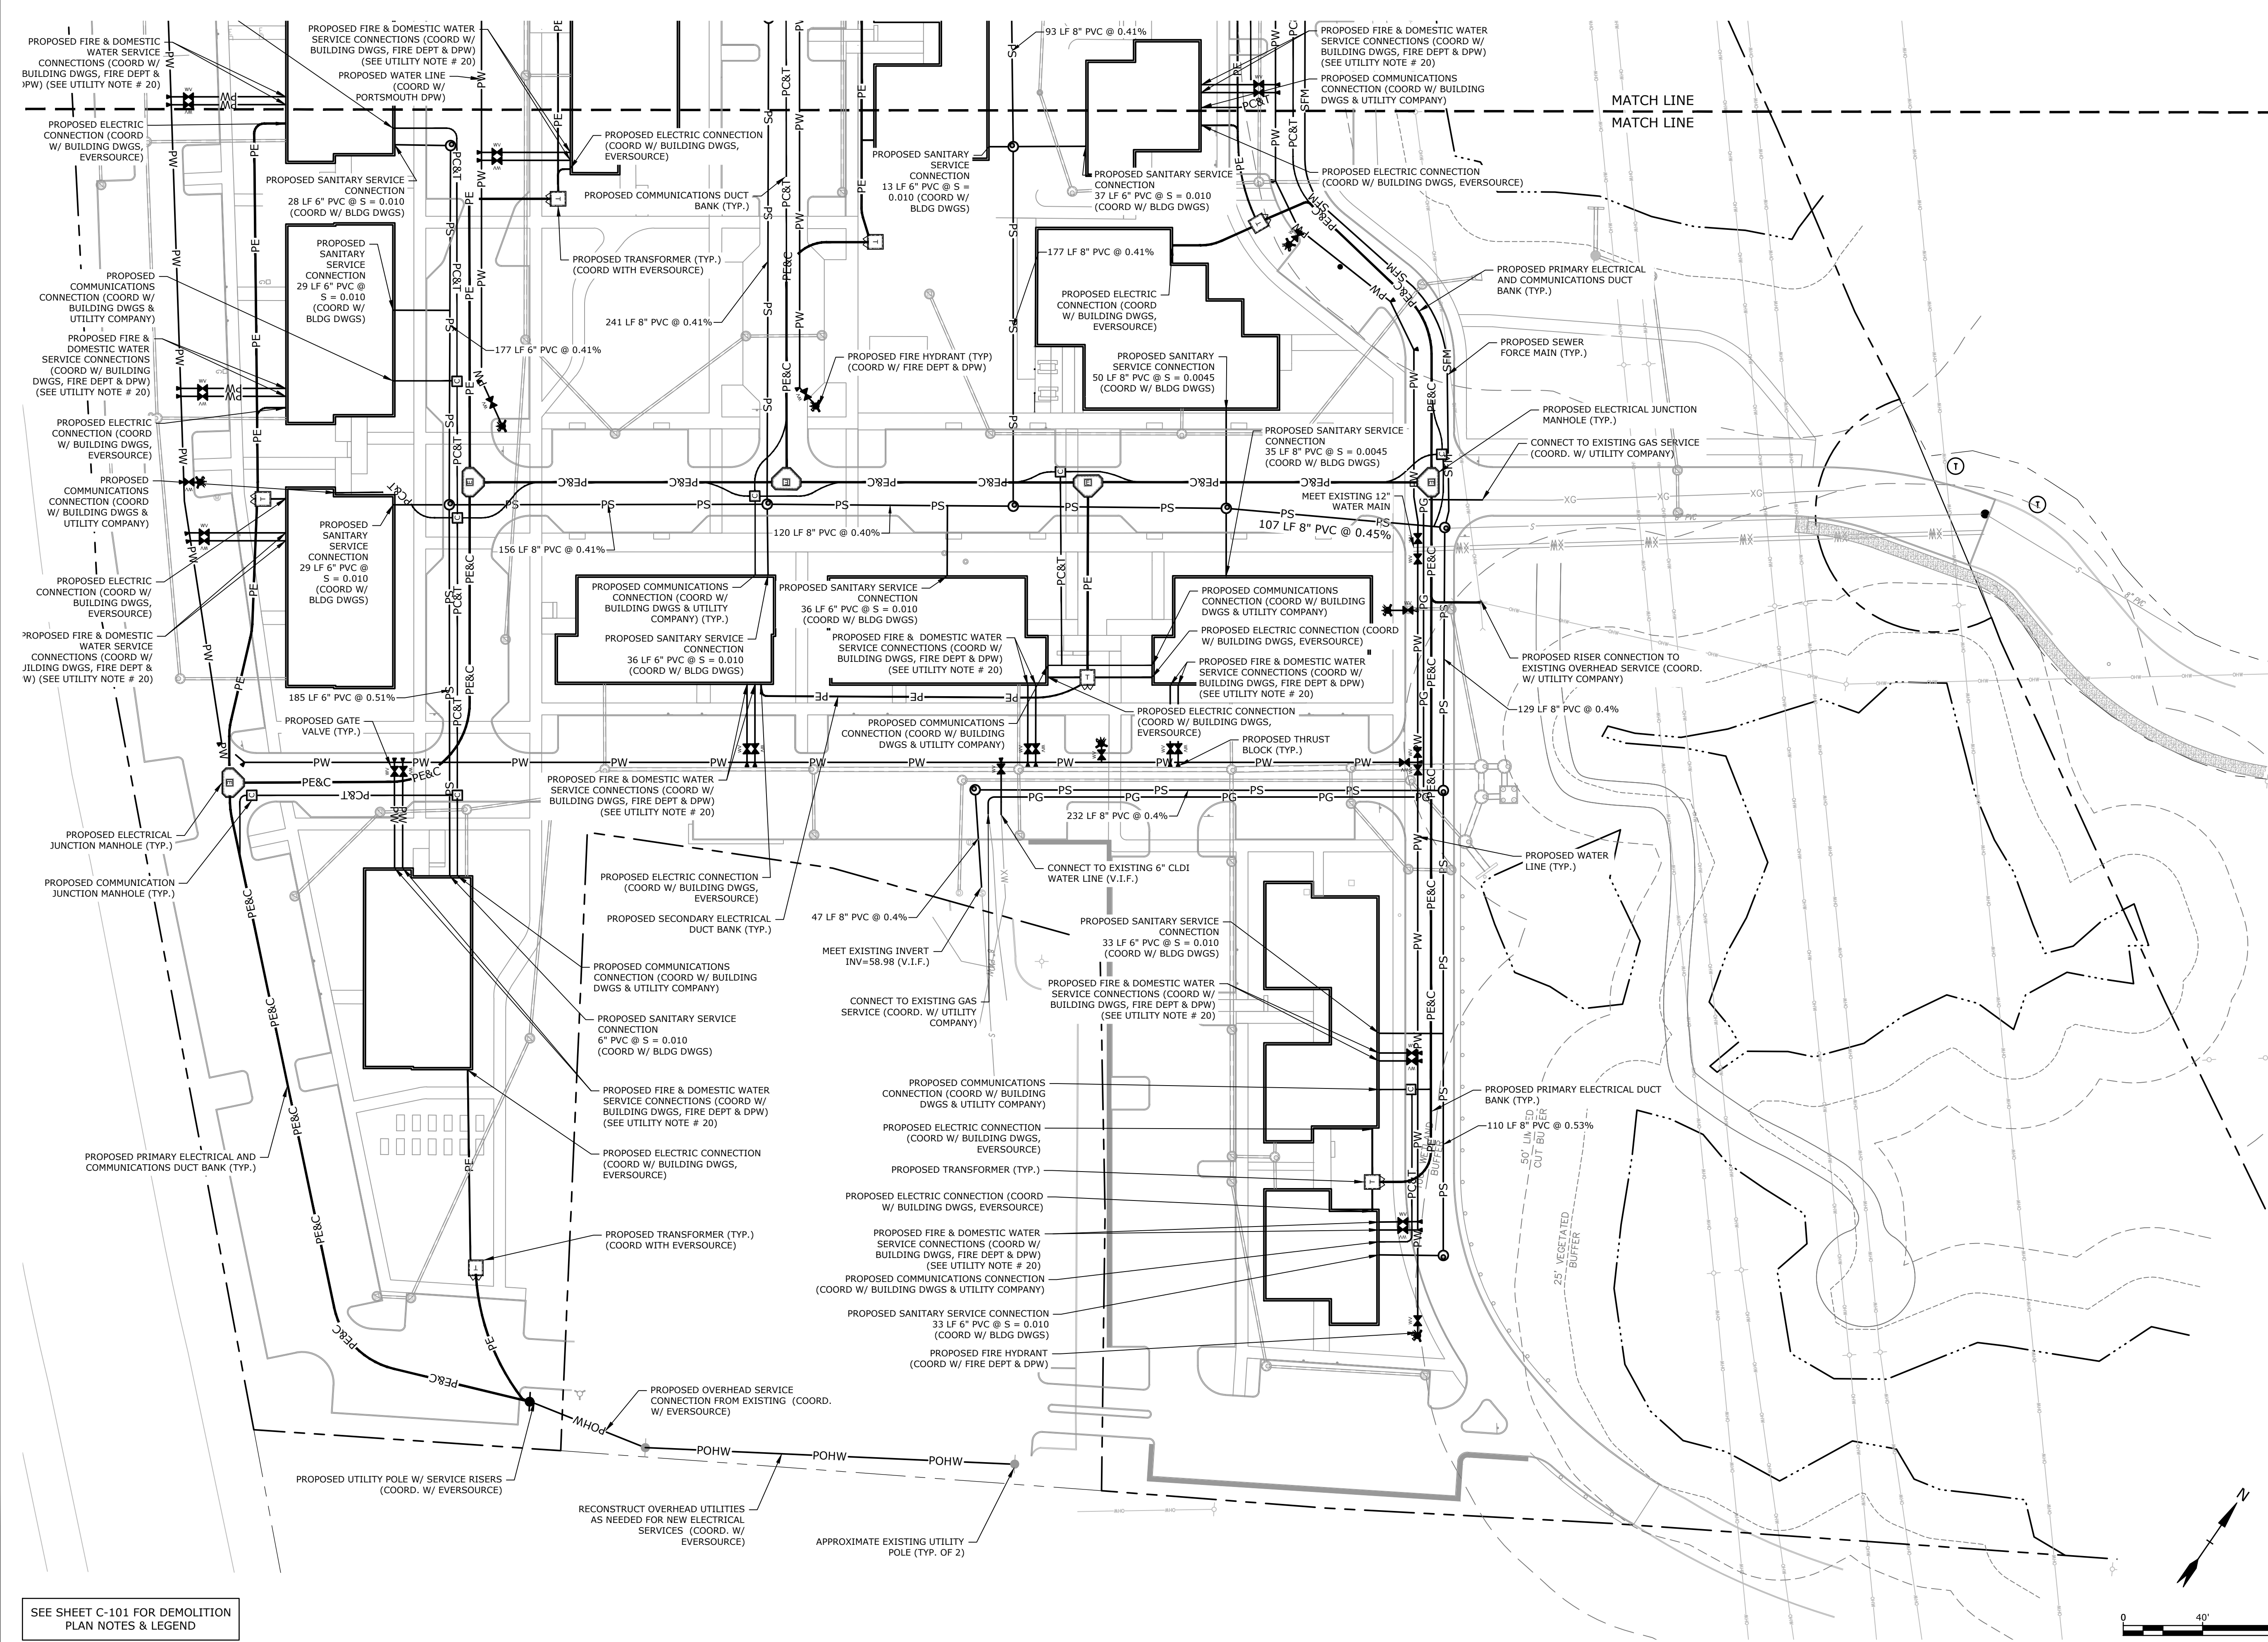 PROPOSED FIRE & DOMESTIC
WATER SERVICE
CONNECTIONS (COORD W/
BUILDING DWGS, FIRE DEPT &
DPW) (SEE UTILITY NOTE # 20)
PROPOSED FIRE & DOMESTIC WATER
SERVICE CONNECTIONS (COORD W/
BUILDING DWGS, FIRE DEPT & DPW)
(SEE UTILITY NOTE # 20)
PROPOSED WATER LINE
(COORD W/
PORTSMOUTH DPW)
93 LF 8" PVC @ 0.41%
PROPOSED FIRE & DOMESTIC WATER
SERVICE CONNECTIONS (COORD W/
BUILDING DWGS, FIRE DEPT & DPW)
(SEE UTILITY NOTE # 20)
PROPOSED COMMUNICATIONS
CONNECTION (COORD W/ BUILDING
DWGS & UTILITY COMPANY)
MATCH LINE
MATCH LINE
PROPOSED ELECTRIC
CONNECTION (COORD
W/ BUILDING DWGS,
EVERSOURCE)
PROPOSED ELECTRIC CONNECTION
(COORD W/ BUILDING DWGS,
EVERSOURCE)
PROPOSED SANITARY
SERVICE
CONNECTION
13 LF 6" PVC @ S =
0.010 (COORD W/
BLDG DWGS)
PROPOSED SANITARY SERVICE
CONNECTION
37 LF 6" PVC @ S = 0.010
(COORD W/ BLDG DWGS)
PROPOSED ELECTRIC CONNECTION
(COORD W/ BUILDING DWGS, EVERSOURCE)
PROPOSED SANITARY SERVICE
CONNECTION
28 LF 6" PVC @ S = 0.010
(COORD W/ BLDG DWGS)
PROPOSED COMMUNICATIONS DUCT
BANK (TYP.)
PROPOSED
SANITARY
SERVICE
CONNECTION
29 LF 6" PVC @
S = 0.010
(COORD W/
BLDG DWGS)
PROPOSED TRANSFORMER (TYP.)
(COORD WITH EVERSOURCE)
177 LF 8" PVC @ 0.41%
PROPOSED PRIMARY ELECTRICAL
AND COMMUNICATIONS DUCT
BANK (TYP.)
PROPOSED
COMMUNICATIONS
CONNECTION (COORD W/
BUILDING DWGS &
UTILITY COMPANY)
PROPOSED ELECTRIC
CONNECTION (COORD
W/ BUILDING DWGS,
EVERSOURCE)
241 LF 8" PVC @ 0.41%
177 LF 6" PVC @ 0.41%
PROPOSED FIRE &
DOMESTIC WATER
SERVICE CONNECTIONS
(COORD W/ BUILDING
DWGS, FIRE DEPT & DPW)
(SEE UTILITY NOTE # 20)
PROPOSED FIRE HYDRANT (TYP)
(COORD W/ FIRE DEPT & DPW)
PROPOSED SANITARY
SERVICE CONNECTION
50 LF 8" PVC @ S = 0.0045
(COORD W/ BLDG DWGS)
PROPOSED SEWER
FORCE MAIN (TYP.)
PROPOSED ELECTRIC
CONNECTION (COORD
W/ BUILDING DWGS,
EVERSOURCE)
PROPOSED SANITARY SERVICE
CONNECTION
35 LF 8" PVC @ S = 0.0045
(COORD W/ BLDG DWGS)
PROPOSED ELECTRICAL JUNCTION
MANHOLE (TYP.)
CONNECT TO EXISTING GAS SERVICE
(COORD. W/ UTILITY COMPANY)
PROPOSED
COMMUNICATIONS
CONNECTION (COORD
W/ BUILDING DWGS &
UTILITY COMPANY)
MEET EXISTING 12"
WATER MAIN
107 LF 8" PVC @ 0.45%
PROPOSED
SANITARY
SERVICE
CONNECTION
29 LF 6" PVC @
S = 0.010
(COORD W/
BLDG DWGS)
156 LF 8" PVC @ 0.41%
120 LF 8" PVC @ 0.40%
PROPOSED ELECTRIC
CONNECTION (COORD W/
BUILDING DWGS,
EVERSOURCE)
PROPOSED COMMUNICATIONS
CONNECTION (COORD W/
BUILDING DWGS & UTILITY
COMPANY) (TYP.)
PROPOSED SANITARY SERVICE
CONNECTION
36 LF 6" PVC @ S = 0.010
(COORD W/ BLDG DWGS)
PROPOSED COMMUNICATIONS
CONNECTION (COORD W/ BUILDING
DWGS & UTILITY COMPANY)
PROPOSED FIRE & DOMESTIC
WATER SERVICE
CONNECTIONS (COORD W/
UILDING DWGS, FIRE DEPT &
W) (SEE UTILITY NOTE # 20)
PROPOSED SANITARY SERVICE
CONNECTION
36 LF 6" PVC @ S = 0.010
(COORD W/ BLDG DWGS)
PROPOSED FIRE & DOMESTIC WATER
SERVICE CONNECTIONS (COORD W/
BUILDING DWGS, FIRE DEPT & DPW)
(SEE UTILITY NOTE # 20)
PROPOSED ELECTRIC CONNECTION (COORD
W/ BUILDING DWGS, EVERSOURCE)
PROPOSED FIRE & DOMESTIC WATER
SERVICE CONNECTIONS (COORD W/
BUILDING DWGS, FIRE DEPT & DPW)
(SEE UTILITY NOTE # 20)
PROPOSED RISER CONNECTION TO
EXISTING OVERHEAD SERVICE (COORD.
W/ UTILITY COMPANY)
185 LF 6" PVC @ 0.51%
PROPOSED GATE
VALVE (TYP.)
PROPOSED COMMUNICATIONS
CONNECTION (COORD W/ BUILDING
DWGS & UTILITY COMPANY)
PROPOSED ELECTRIC CONNECTION
(COORD W/ BUILDING DWGS,
EVERSOURCE)
129 LF 8" PVC @ 0.4%
PROPOSED THRUST
BLOCK (TYP.)
PROPOSED FIRE & DOMESTIC WATER
SERVICE CONNECTIONS (COORD W/
BUILDING DWGS, FIRE DEPT & DPW)
(SEE UTILITY NOTE # 20)
232 LF 8" PVC @ 0.4%
PROPOSED ELECTRICAL
JUNCTION MANHOLE (TYP.)
PROPOSED COMMUNICATION
JUNCTION MANHOLE (TYP.)
PROPOSED ELECTRIC CONNECTION
(COORD W/ BUILDING DWGS,
EVERSOURCE)
CONNECT TO EXISTING 6" CLDI
WATER LINE (V.I.F.)
PROPOSED WATER
LINE (TYP.)
PROPOSED SECONDARY ELECTRICAL
DUCT BANK (TYP.)
47 LF 8" PVC @ 0.4%
MEET EXISTING INVERT
INV=58.98 (V.I.F.)
PROPOSED SANITARY SERVICE
CONNECTION
33 LF 6" PVC @ S = 0.010
(COORD W/ BLDG DWGS)
PROPOSED COMMUNICATIONS
CONNECTION (COORD W/ BUILDING
DWGS & UTILITY COMPANY)
CONNECT TO EXISTING GAS
SERVICE (COORD. W/ UTILITY
COMPANY)
PROPOSED FIRE & DOMESTIC WATER
SERVICE CONNECTIONS (COORD W/
BUILDING DWGS, FIRE DEPT & DPW)
(SEE UTILITY NOTE # 20)
PROPOSED SANITARY SERVICE
CONNECTION
6" PVC @ S = 0.010
(COORD W/ BLDG DWGS)
PROPOSED FIRE & DOMESTIC WATER
SERVICE CONNECTIONS (COORD W/
BUILDING DWGS, FIRE DEPT & DPW)
(SEE UTILITY NOTE # 20)
PROPOSED COMMUNICATIONS
CONNECTION (COORD W/ BUILDING
DWGS & UTILITY COMPANY)
PROPOSED PRIMARY ELECTRICAL DUCT
BANK (TYP.)
110 LF 8" PVC @ 0.53%
PROPOSED ELECTRIC CONNECTION
(COORD W/ BUILDING DWGS,
EVERSOURCE)
PROPOSED PRIMARY ELECTRICAL AND
COMMUNICATIONS DUCT BANK (TYP.)
PROPOSED ELECTRIC CONNECTION
(COORD W/ BUILDING DWGS,
EVERSOURCE)
PROPOSED TRANSFORMER (TYP.)
PROPOSED ELECTRIC CONNECTION (COORD
W/ BUILDING DWGS, EVERSOURCE)
PROPOSED TRANSFORMER (TYP.)
(COORD WITH EVERSOURCE)
PROPOSED FIRE & DOMESTIC WATER
SERVICE CONNECTIONS (COORD W/
BUILDING DWGS, FIRE DEPT & DPW)
(SEE UTILITY NOTE # 20)
PROPOSED COMMUNICATIONS CONNECTION
(COORD W/ BUILDING DWGS & UTILITY COMPANY)
25' VEGETATED
BUFFER
PROPOSED SANITARY SERVICE CONNECTION
33 LF 6" PVC @ S = 0.010
(COORD W/ BLDG DWGS)
PROPOSED FIRE HYDRANT
(COORD W/ FIRE DEPT & DPW)
PROPOSED OVERHEAD SERVICE
CONNECTION FROM EXISTING (COORD.
W/ EVERSOURCE)
POHW
POHW
POHW
POHW
PROPOSED UTILITY POLE W/ SERVICE RISERS
(COORD. W/ EVERSOURCE)
RECONSTRUCT OVERHEAD UTILITIES
AS NEEDED FOR NEW ELECTRICAL
SERVICES (COORD. W/
EVERSOURCE)
APPROXIMATE EXISTING UTILITY
POLE (TYP. OF 2)
N
SEE SHEET C-101 FOR DEMOLITION
PLAN NOTES & LEGEND
0
40'